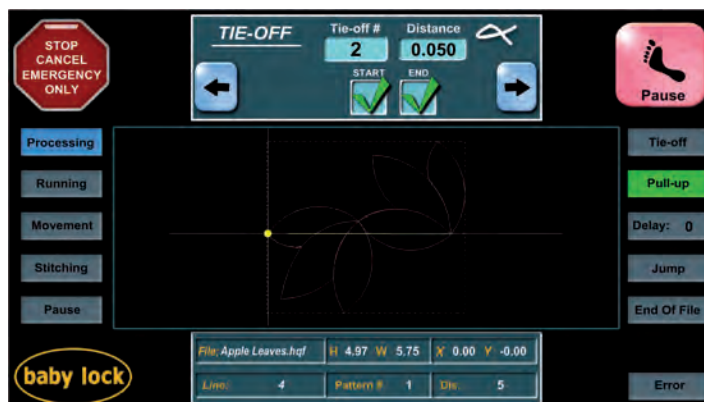 STOP
CANCEL
EMERGENCY
ONLY
TIE-OFF
Tie-off #
2
Distance
0.050
START
END
Pause
Processing
Running
Movement
Stitching
Pause
Tie-off
Pull-up
Delay: 0
Jump
End Of File
File: Apple Leaves.hqf
H 4.97 W 5.75
X 0.00 Y -0.00
Line: 4
Pattern # 1
Dis: 5
baby lock
Error